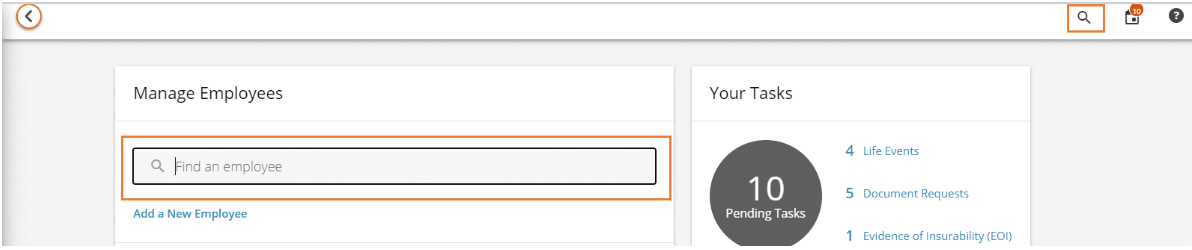 10
?
Manage Employees
Find an employee
Add a New Employee
Your Tasks
10
Pending Tasks
4 Life Events
5 Document Requests
1 Evidence of Insurability (EOI)